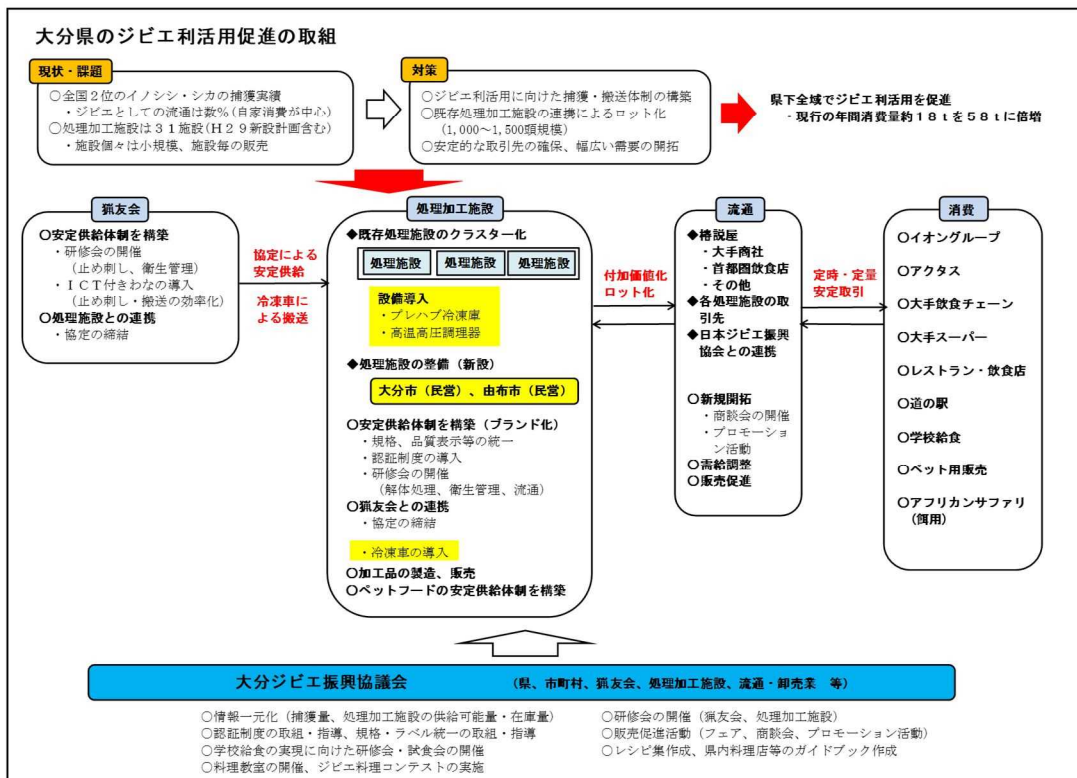 大分県のジビエ利活用促進の取組
現状・課題
○全国２位のイノシシ・シカの捕獲実績
・ジビエとしての流通は数％（自家消費が中心）
○処理加工施設は３１施設（Ｈ２９新設計画含む）
・施設個々は小規模、施設毎の販売
対策
○ジビエ利活用に向けた捕獲・搬送体制の構築
○既存処理加工施設の連携によるロット化
（1,000～1,500頭規模）
○安定的な取引先の確保、幅広い需要の開拓
県下全域でジビエ利活用を促進
- 現行の年間消費量約１８ｔを５８ｔに倍増
猟友会
○安定供給体制を構築
・研修会の開催
（止め刺し、衛生管理）
・ＩＣＴ付きわなの導入
（止め刺し・搬送の効率化）
○処理施設との連携
・協定の締結
協定による
安定供給
冷凍車に
よる搬送
処理加工施設
◆既存処理施設のクラスター化
処理施設
処理施設
処理施設
設備導入
・プレハブ冷凍庫
・高温高圧調理器
◆処理施設の整備（新設）
大分市（民営）、由布市（民営）
○安定供給体制を構築（ブランド化）
・規格、品質表示等の統一
・認証制度の導入
・研修会の開催
（解体処理、衛生管理、流通）
○猟友会との連携
・協定の締結
・冷凍車の導入
○加工品の製造、販売
○ペットフードの安定供給体制を構築
付加価値化
ロット化
流通
◆椿説屋
・大手商社
・首都圏飲食店
・その他
◆各処理施設の取
引先
◆日本ジビエ振興
協会との連携
○新規開拓
・商談会の開催
・プロモーショ
ン活動
○需給調整
○販売促進
定時・定量
安定取引
消費
○イオングループ
○アクタス
○大手飲食チェーン
○大手スーパー
○レストラン・飲食店
○道の駅
○学校給食
○ペット用販売
○アフリカンサファリ
（餌用）
大分ジビエ振興協議会 （県、市町村、猟友会、処理加工施設、流通・卸売業 等）
○情報一元化（捕獲量、処理加工施設の供給可能量・在庫量）
○認証制度の取組・指導、規格・ラベル統一の取組・指導
○学校給食の実現に向けた研修会・試食会の開催
○料理教室の開催、ジビエ料理コンテストの実施
○研修会の開催（猟友会、処理加工施設）
○販売促進活動（フェア、商談会、プロモーション活動）
○レシピ集作成、県内料理店等のガイドブック作成